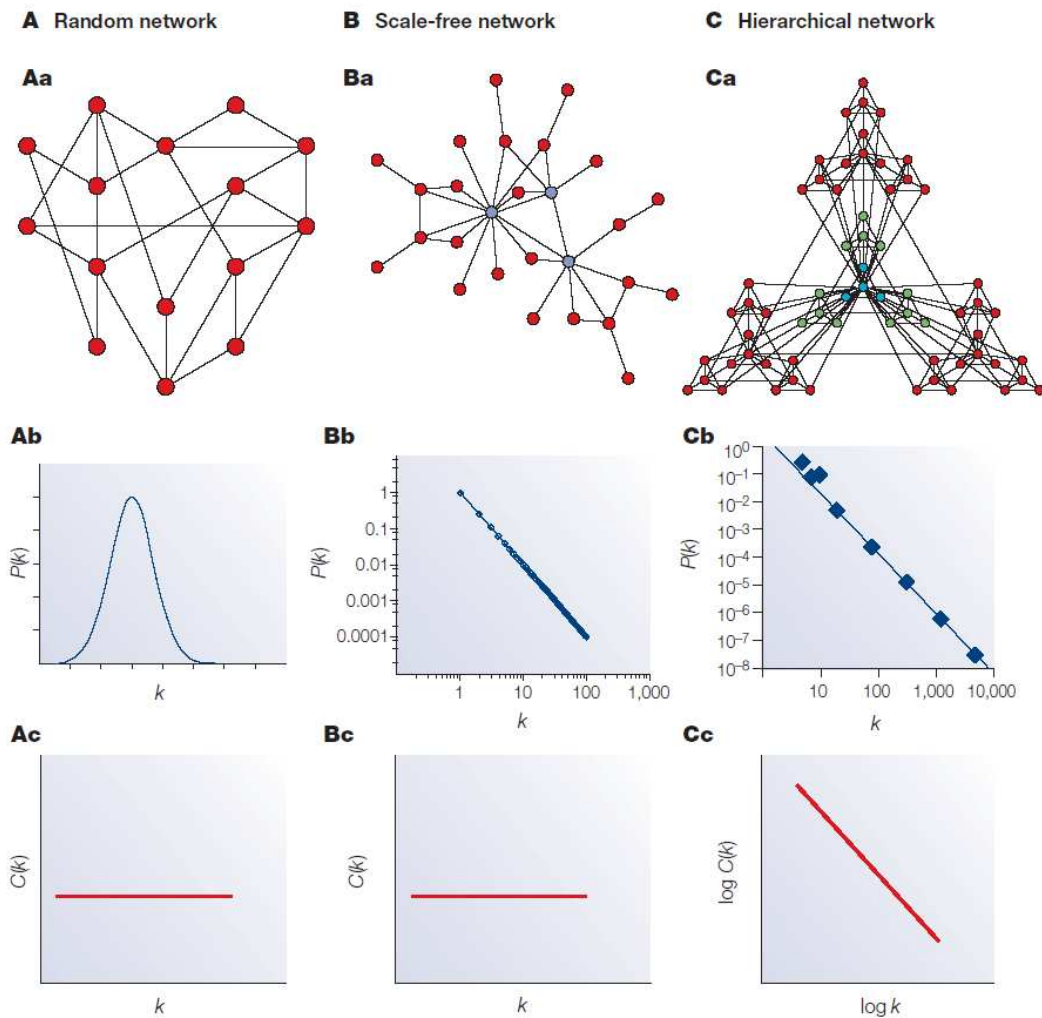 A Random network
B Scale-free network
C Hierarchical network
Aa
Ba
Ca
Ab
P(k)
k
Bb
1
0.1
0.01
0.001
0.0001
P(k)
1 10 100 1,000
k
Cb
10⁰
10⁻¹
10⁻²
10⁻³
10⁻⁴
10⁻⁵
10⁻⁶
10⁻⁷
10⁻⁸
P(k)
10 100 1,000 10,000
k
Ac
C(k)
k
Bc
C(k)
k
Cc
log C(k)
log k